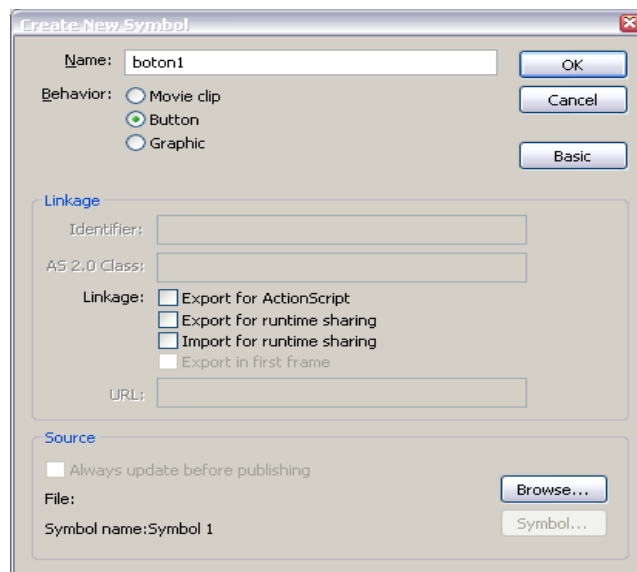 Create New Symbol
Name: boton1 OK
Behavior: Movie clip Cancel
Button
Graphic Basic
Linkage
Identifier:
AS 2.0 Class:
Linkage: Export for ActionScript
Export for runtime sharing
Import for runtime sharing
Export in first frame
URL:
Source
Always update before publishing
File: Browse...
Symbol name:Symbol 1 Symbol...